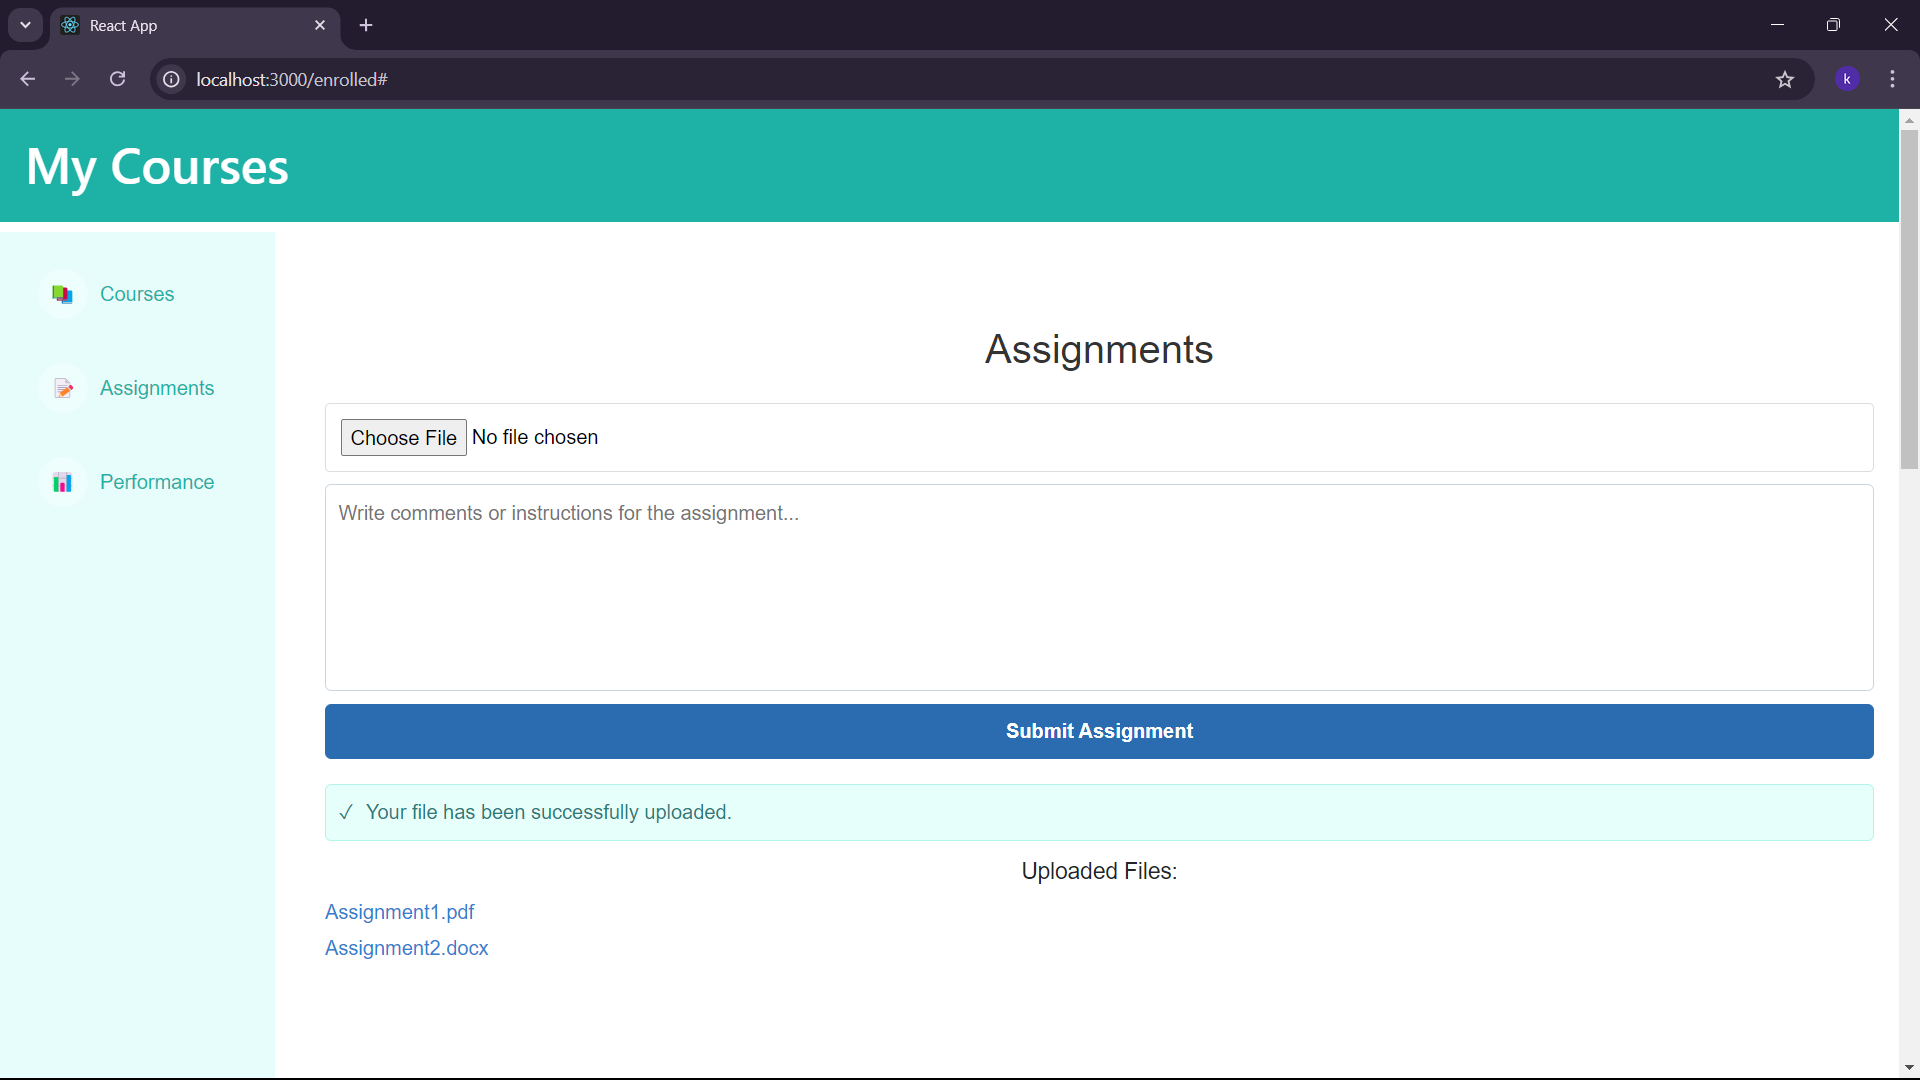 React App
localhost:3000/enrolled#
k
My Courses
Courses
Assignments
Performance
Assignments
Choose File No file chosen
Write comments or instructions for the assignment...
Submit Assignment
✓ Your file has been successfully uploaded.
Uploaded Files:
Assignment1.pdf
Assignment2.docx